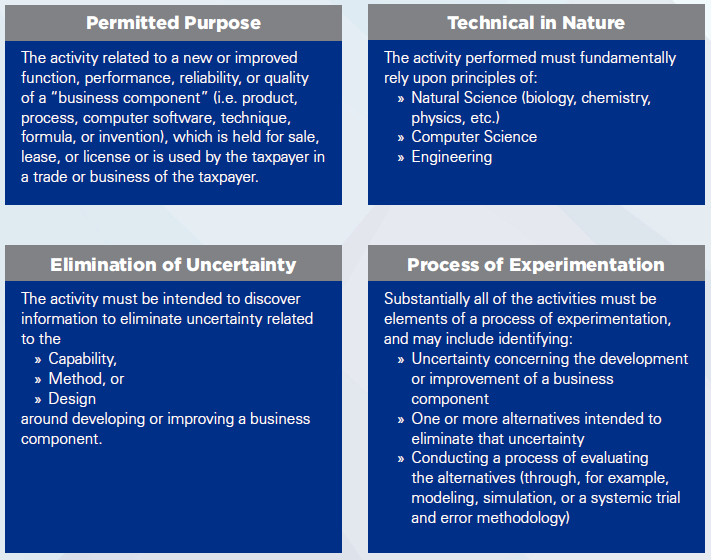 Permitted Purpose
The activity related to a new or improved
function, performance, reliability, or quality
of a “business component” (i.e. product,
process, computer software, technique,
formula, or invention), which is held for sale,
lease, or license or is used by the taxpayer in
a trade or business of the taxpayer.
Technical in Nature
The activity performed must fundamentally
rely upon principles of:
» Natural Science (biology, chemistry,
physics, etc.)
» Computer Science
» Engineering
Elimination of Uncertainty
The activity must be intended to discover
information to eliminate uncertainty related
to the
» Capability,
» Method, or
» Design
around developing or improving a business
component.
Process of Experimentation
Substantially all of the activities must be
elements of a process of experimentation,
and may include identifying:
» Uncertainty concerning the development
or improvement of a business
component
» One or more alternatives intended to
eliminate that uncertainty
» Conducting a process of evaluating
the alternatives (through, for example,
modeling, simulation, or a systemic trial
and error methodology)